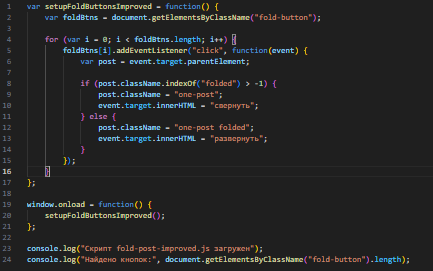 1 var setupFoldButtonsImproved = function() {
2 var foldBtns = document.getElementsByClassName("fold-button");
3
4 for (var i = 0; i < foldBtns.length; i++) {
5 foldBtns[i].addEventListener("click", function(event) {
6 var post = event.target.parentElement;
7
8 if (post.className.indexOf("folded") > -1) {
9 post.className = "one-post";
10 event.target.innerHTML = "свернуть";
11 } else {
12 post.className = "one-post folded";
13 event.target.innerHTML = "развернуть";
14 }
15 });
16 }
17 };
18
19 window.onload = function() {
20 setupFoldButtonsImproved();
21 };
22
23 console.log("Скрипт fold-post-improved.js загружен");
24 console.log("Найдено кнопок:", document.getElementsByClassName("fold-button").length);